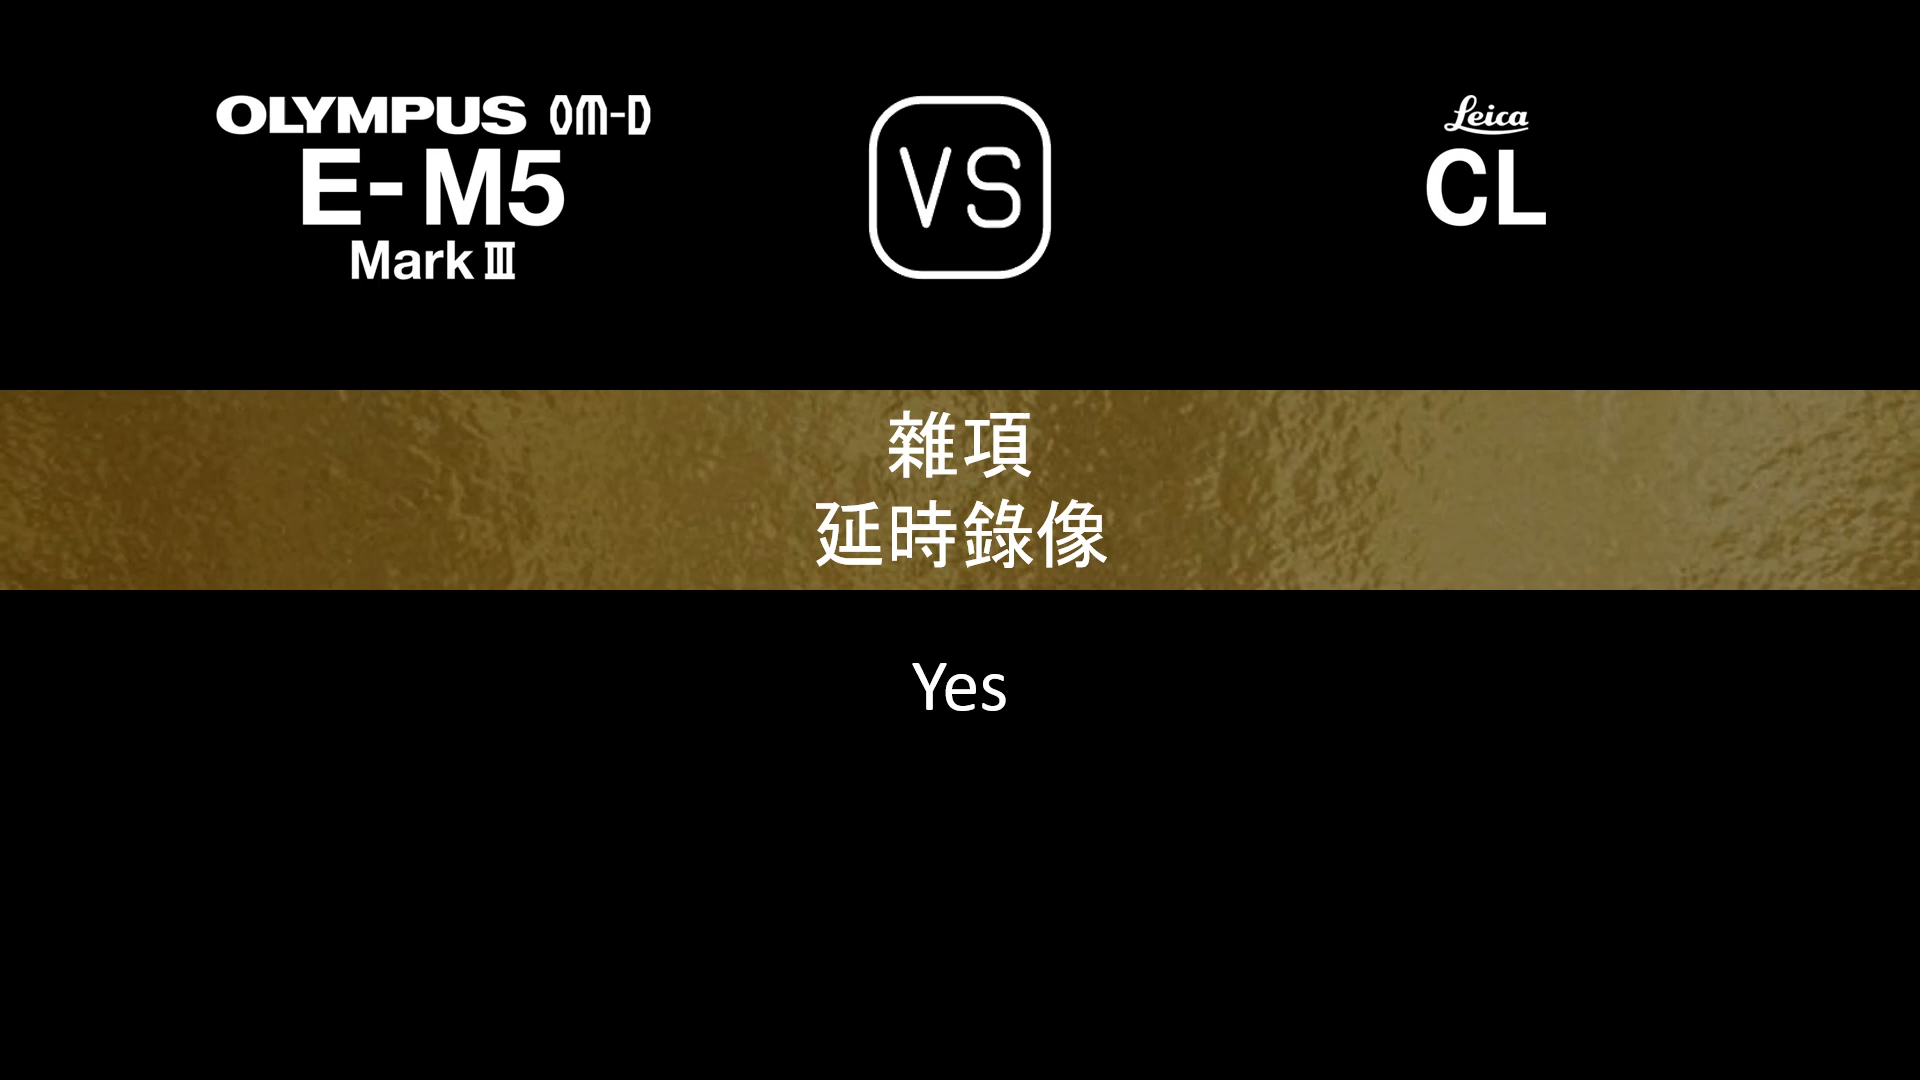 OLYMPUS OM-D
E-M5
Mark III
VS
Leica
CL
雜項
延時錄像
Yes